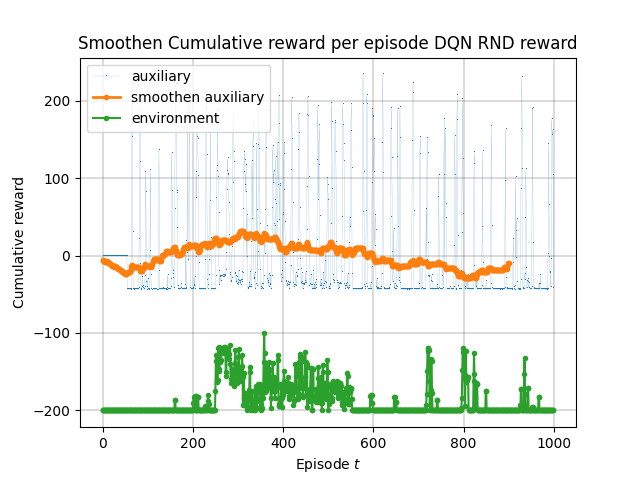 Smoothen Cumulative reward per episode DQN RND reward
auxiliary
smoothen auxiliary
environment
Cumulative reward
200
100
0
−100
−200
0
200
400
600
800
1000
Episode t